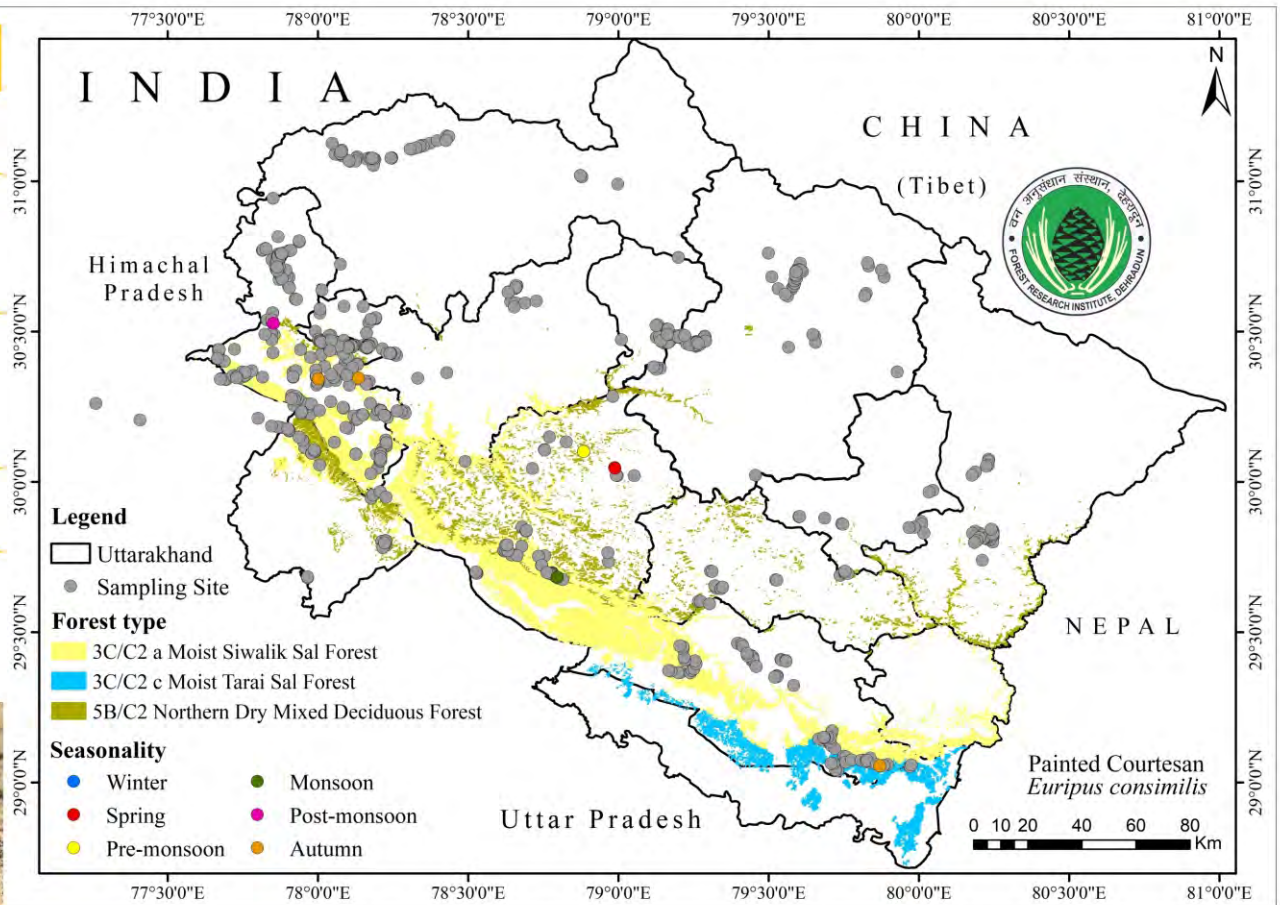 77°30'0"E 78°0'0"E 78°30'0"E 79°0'0"E 79°30'0"E 80°0'0"E 80°30'0"E 81°0'0"E
INDIA
N
CHINA
(Tibet)
वन अनुसंधान संस्थान, देहरादून
FOREST RESEARCH INSTITUTE, DEHRADUN
Himachal
Pradesh
31°0'0"N
30°30'0"N
30°0'0"N
29°30'0"N
29°0'0"N
31°0'0"N
30°30'0"N
30°0'0"N
29°30'0"N
29°0'0"N
Legend
Uttarakhand
Sampling Site
Forest type
3C/C2 a Moist Siwalik Sal Forest
3C/C2 c Moist Tarai Sal Forest
5B/C2 Northern Dry Mixed Deciduous Forest
Seasonality
Winter
Spring
Pre-monsoon
Monsoon
Post-monsoon
Autumn
NEPAL
Uttar Pradesh
Painted Courtesan
Euripus consimilis
0 10 20 40 60 80
Km
77°30'0"E 78°0'0"E 78°30'0"E 79°0'0"E 79°30'0"E 80°0'0"E 80°30'0"E 81°0'0"E